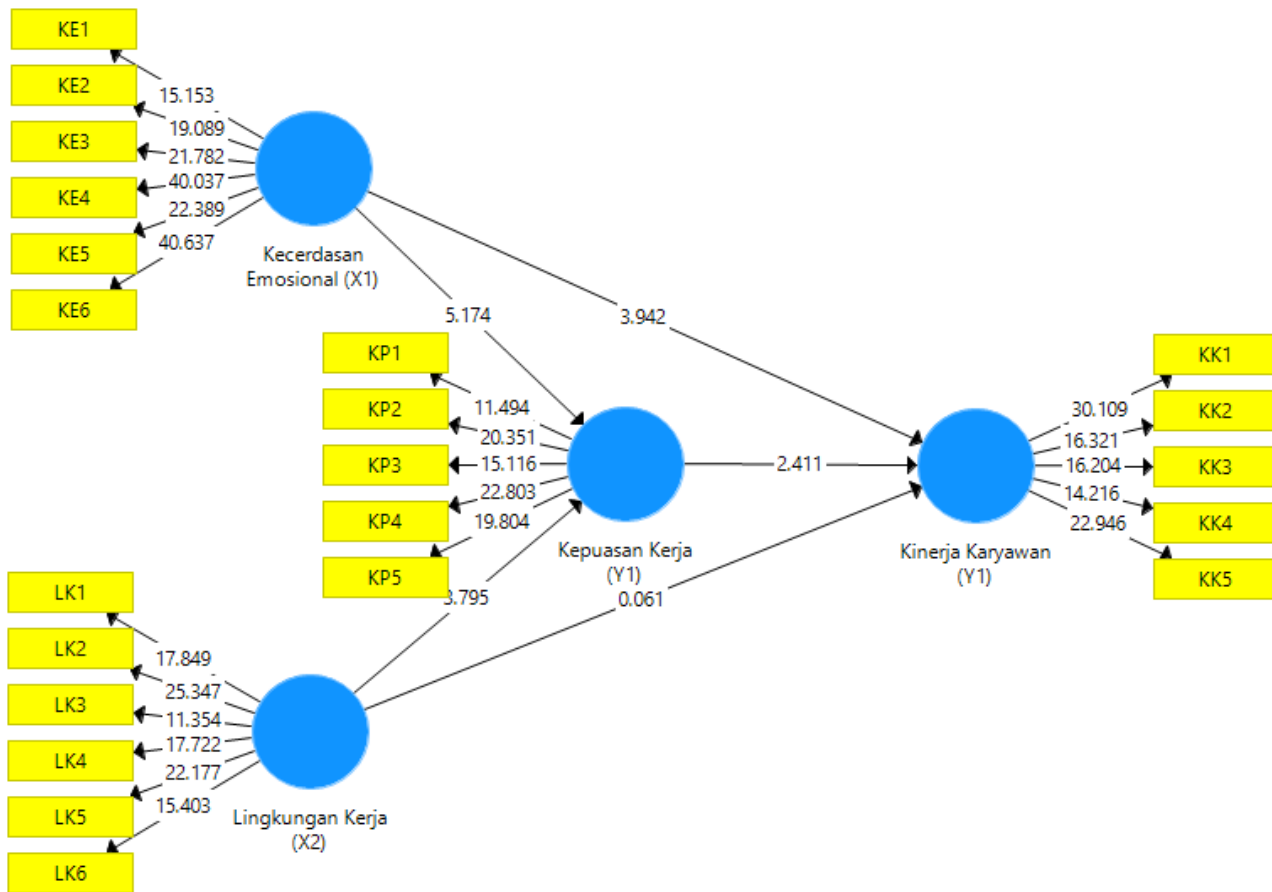 KE1
KE2
KE3
KE4
KE5
KE6
15.153
19.089
21.782
40.037
22.389
40.637
Kecerdasan
Emosional (X1)
5.174
3.942
KP1
KP2
KP3
KP4
KP5
11.494
20.351
15.116
22.803
19.804
Kepuasan Kerja
(Y1)
2.411
KK1
KK2
KK3
KK4
KK5
30.109
16.321
16.204
14.216
22.946
Kinerja Karyawan
(Y1)
3.795
0.061
LK1
LK2
LK3
LK4
LK5
LK6
17.849
25.347
11.354
17.722
22.177
15.403
Lingkungan Kerja
(X2)